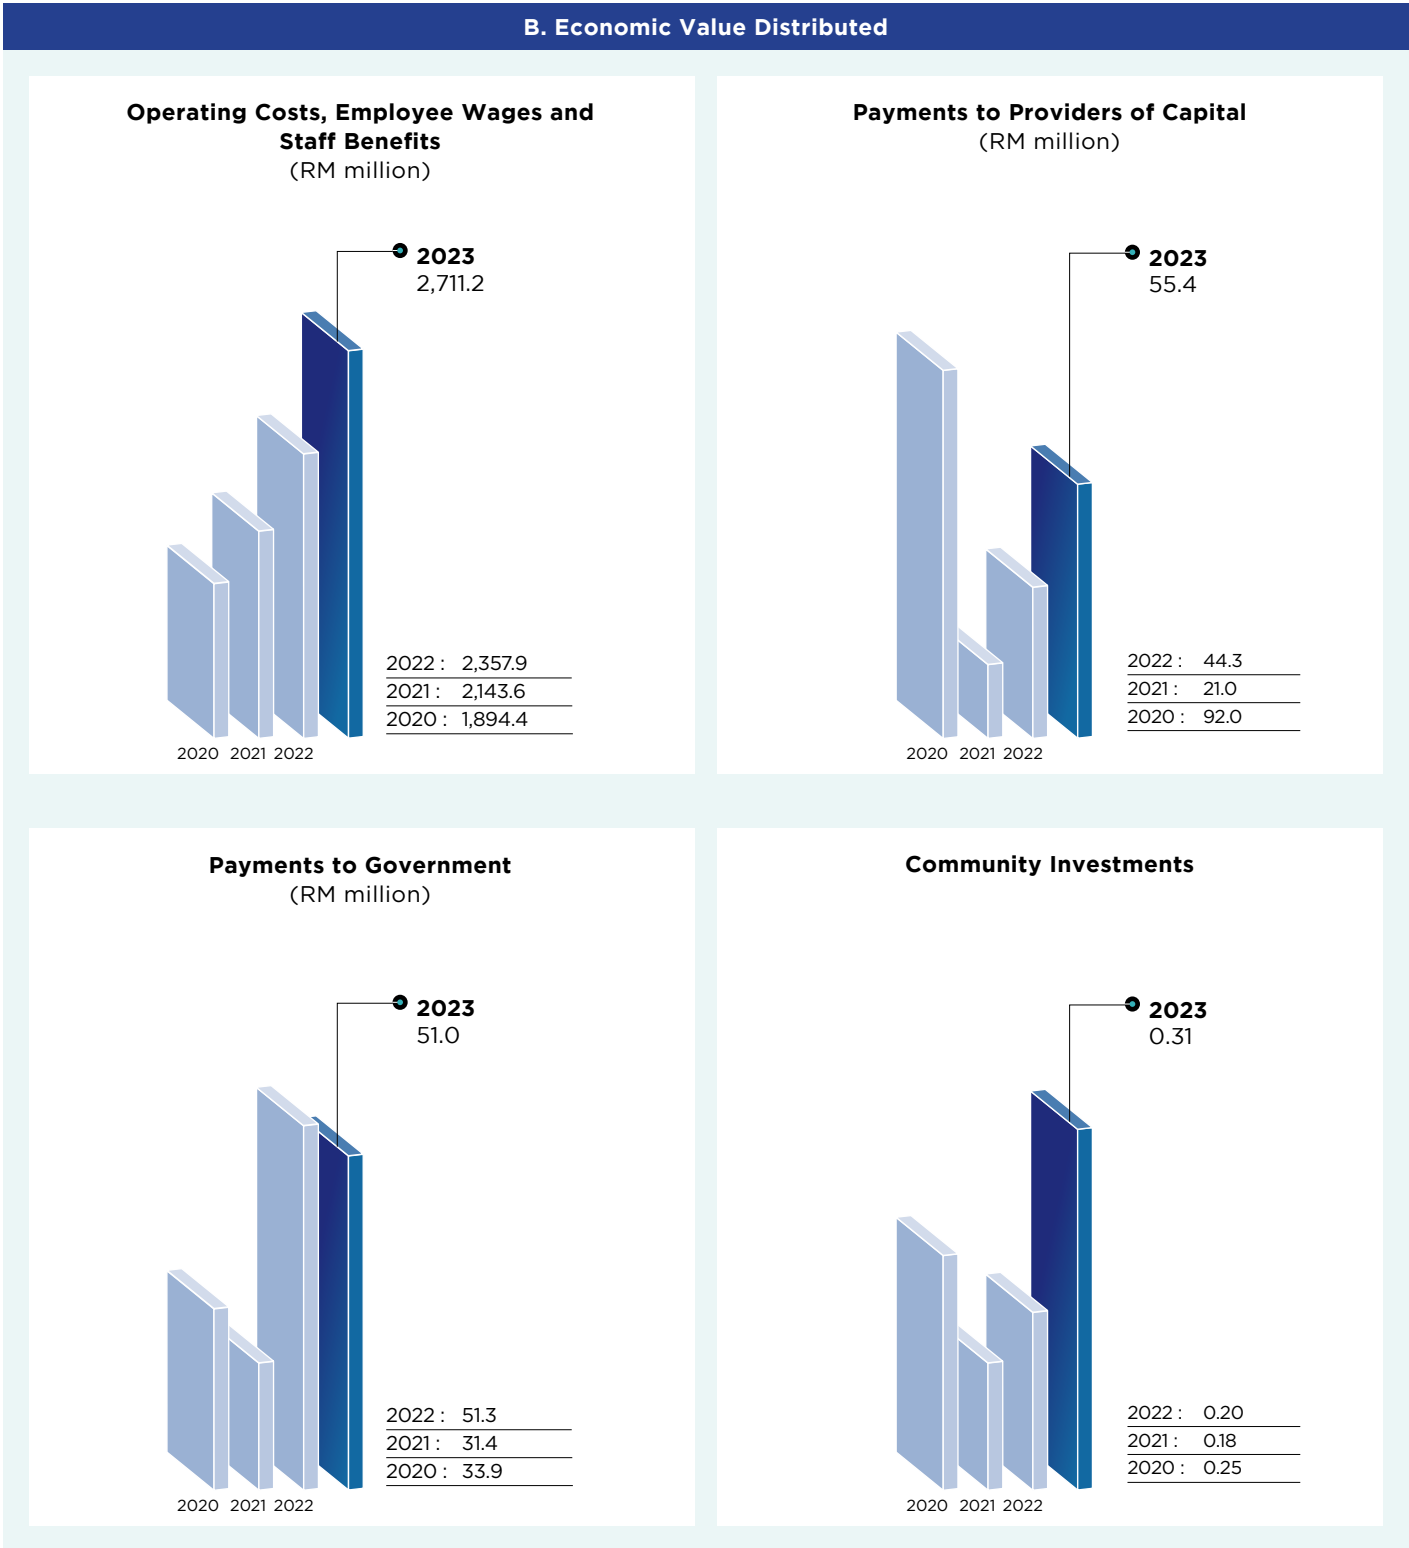 B. Economic Value Distributed
Operating Costs, Employee Wages and
Staff Benefits
(RM million)
2023
2,711.2
2022 : 2,357.9
2021 : 2,143.6
2020 : 1,894.4
2020 2021 2022
Payments to Providers of Capital
(RM million)
2023
55.4
2022 : 44.3
2021 : 21.0
2020 : 92.0
2020 2021 2022
Payments to Government
(RM million)
2023
51.0
2022 : 51.3
2021 : 31.4
2020 : 33.9
2020 2021 2022
Community Investments
2023
0.31
2022 : 0.20
2021 : 0.18
2020 : 0.25
2020 2021 2022